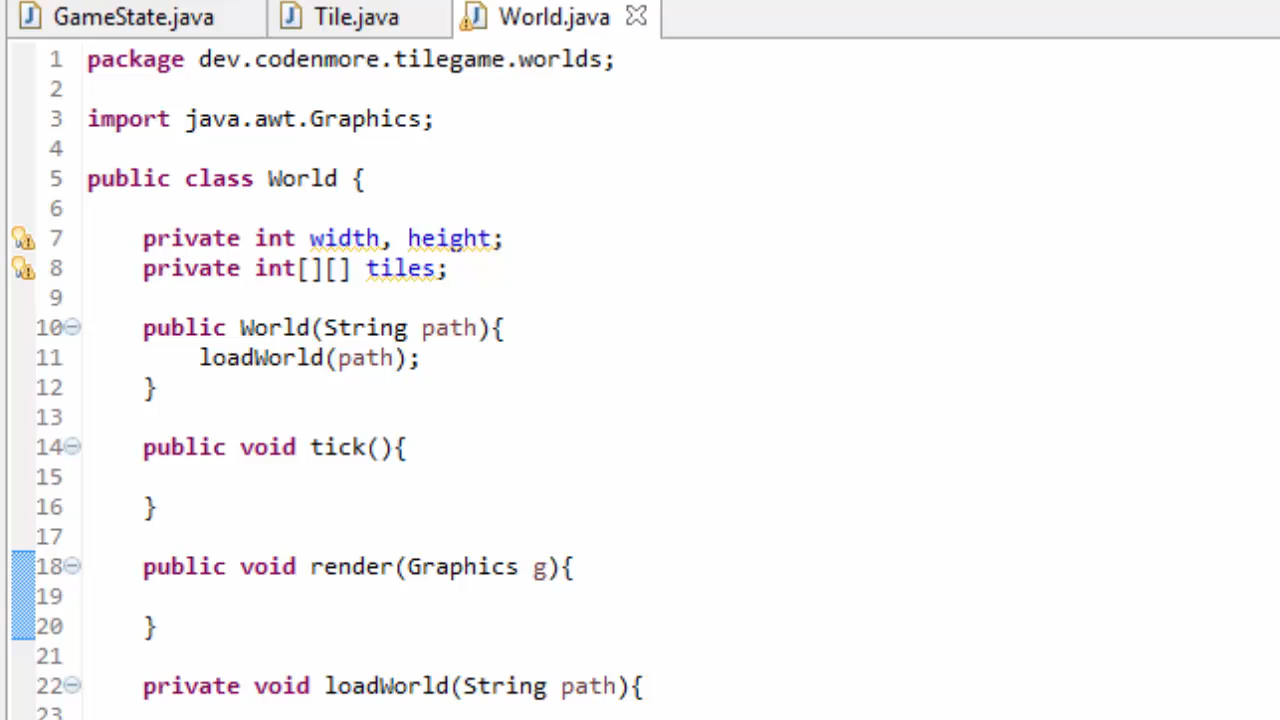 GameState.java Tile.java World.java
1 package dev.codenmore.tilegame.worlds;
2
3 import java.awt.Graphics;
4
5 public class World {
6
7 private int width, height;
8 private int[][] tiles;
9
10 public World(String path){
11 loadWorld(path);
12 }
13
14 public void tick(){
15
16 }
17
18 public void render(Graphics g){
19
20 }
21
22 private void loadWorld(String path){
23